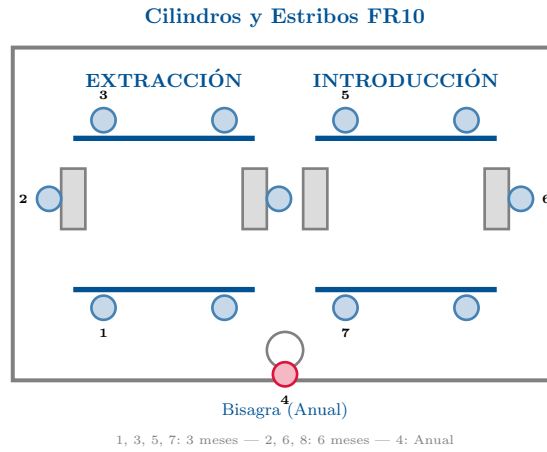 Cilindros y Estribos FR10
EXTRACCIÓN
INTRODUCCIÓN
3
5
2
6
1
7
4
Bisagra (Anual)
1, 3, 5, 7: 3 meses — 2, 6, 8: 6 meses — 4: Anual